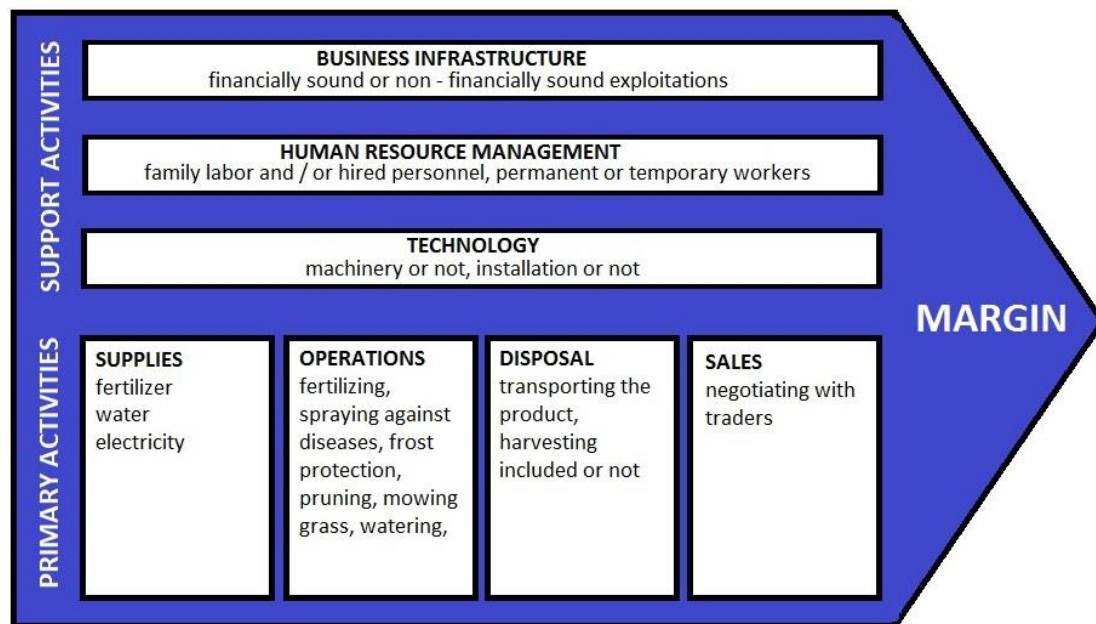 SUPPORT ACTIVITIES
BUSINESS INFRASTRUCTURE
financially sound or non - financially sound exploitations
HUMAN RESOURCE MANAGEMENT
family labor and / or hired personnel, permanent or temporary workers
TECHNOLOGY
machinery or not, installation or not
MARGIN
PRIMARY ACTIVITIES
SUPPLIES
fertilizer
water
electricity
OPERATIONS
fertilizing,
spraying against
diseases, frost
protection,
pruning, mowing
grass, watering,
DISPOSAL
transporting the
product,
harvesting
included or not
SALES
negotiating with
traders